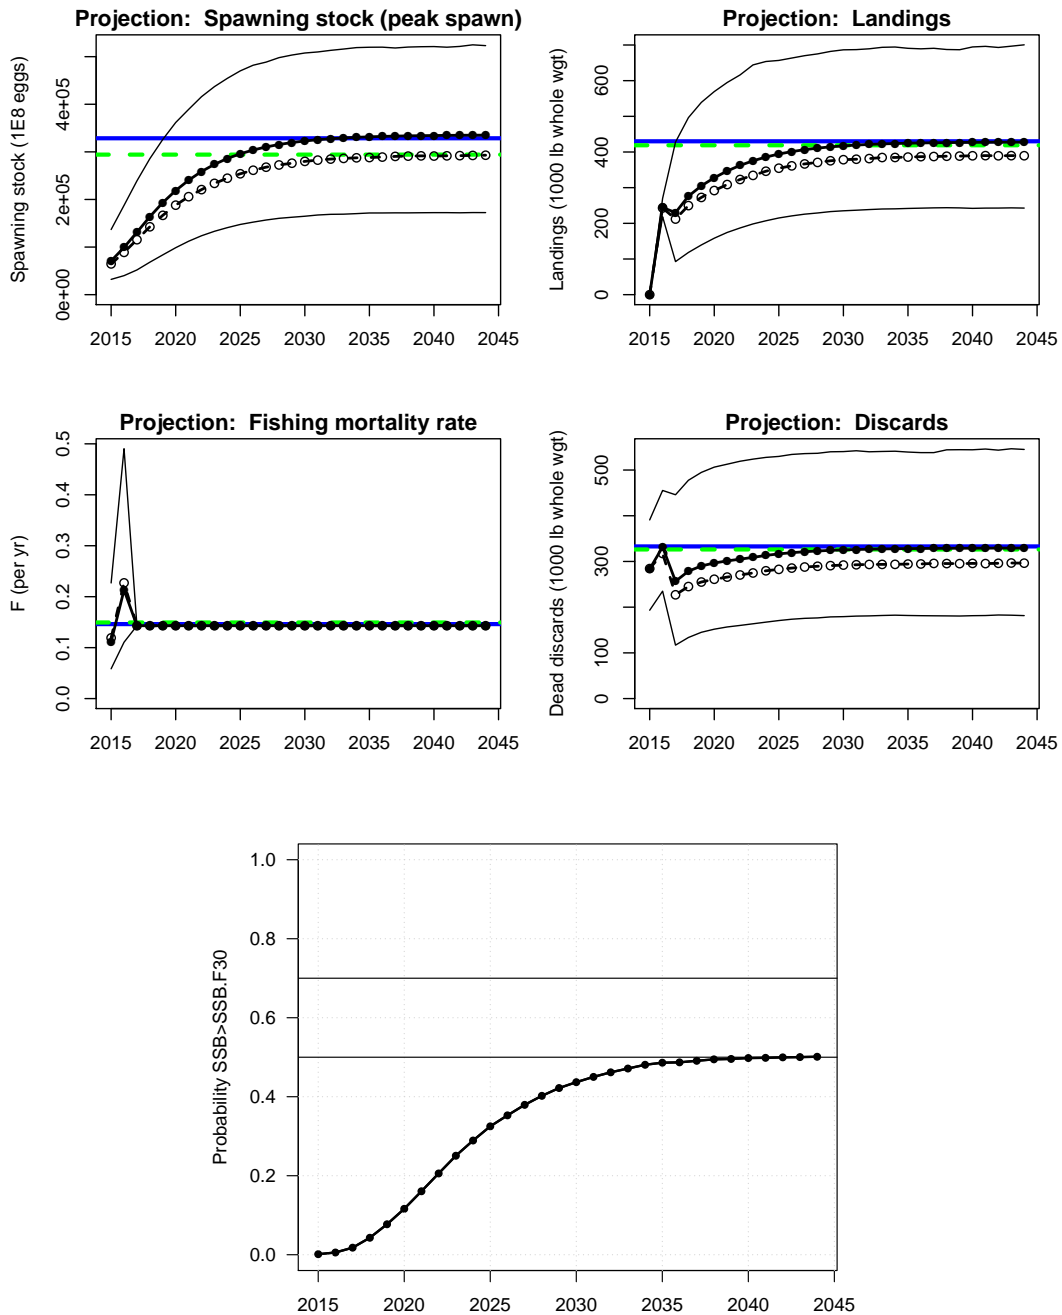 Projection: Spawning stock (peak spawn)
Spawning stock (1E8 eggs)
0e+00 2e+05 4e+05
2015 2020 2025 2030 2035 2040 2045
Projection: Landings
Landings (1000 lb whole wgt)
0 200 400 600
2015 2020 2025 2030 2035 2040 2045
Projection: Fishing mortality rate
F (per yr)
0.0 0.1 0.2 0.3 0.4 0.5
2015 2020 2025 2030 2035 2040 2045
Projection: Discards
Dead discards (1000 lb whole wgt)
0 100 300 500
2015 2020 2025 2030 2035 2040 2045
Probability SSB>SSB.F30
1.0
0.8
0.6
0.4
0.2
0.0
2015 2020 2025 2030 2035 2040 2045